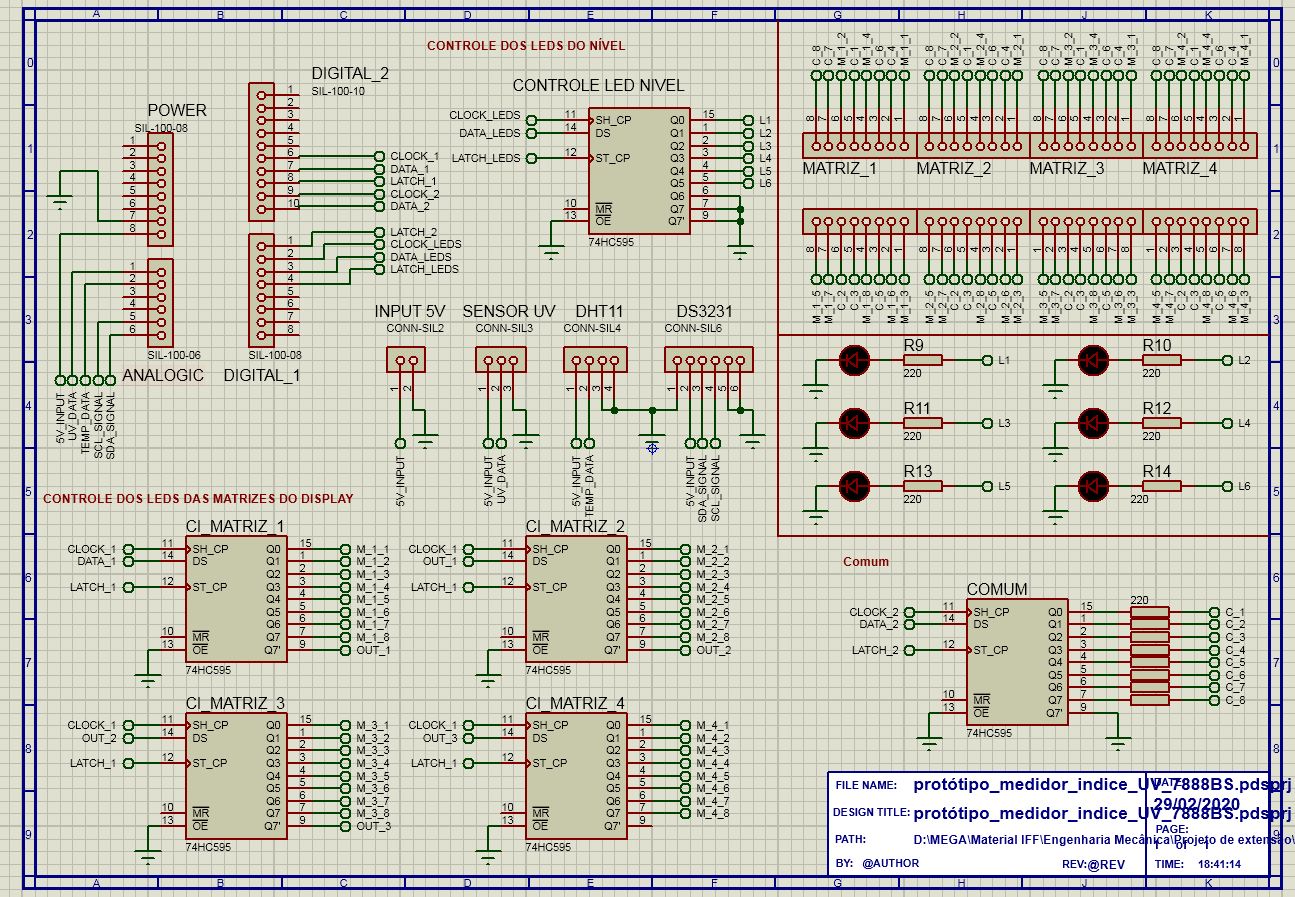 A B C D E F G H J K
CONTROLE DOS LEDS DO NÍVEL
DIGITAL_2
SIL-100-10
1
2
3
4
5
6 CLOCK_1
7 DATA_1
8 LATCH_1
9 CLOCK_2
10 DATA_2
POWER
SIL-100-08
1
2
3
4
5
6
7
8
CONTROLE LED NIVEL
CLOCK_LEDS 11 SH_CP Q0 15 L1
DATA_LEDS 14 DS Q1 1 L2
Q2 2 L3
LATCH_LEDS 12 ST_CP Q3 3 L4
Q4 4 L5
Q5 5 L6
Q6 6
10 MR Q7 7
13 OE Q7' 9
74HC595
1 LATCH_2
2 CLOCK_LEDS
3 DATA_LEDS
4 LATCH_LEDS
5
6
7
8
SIL-100-08
DIGITAL_1
1
2
3
4
5
6
SIL-100-06
ANALOGIC
5V_INPUT
UV_DATA
TEMP_DATA
SCL_SIGNAL
SDA_SIGNAL
INPUT 5V
CONN-SIL2
1 2
5V_INPUT
SENSOR UV
CONN-SIL3
1 2 3
5V_INPUT
UV_DATA
DHT11
CONN-SIL4
1 2 3 4
5V_INPUT
TEMP_DATA
DS3231
CONN-SIL6
1 2 3 4 5 6
5V_INPUT
SDA_SIGNAL
SCL_SIGNAL
C_8 C_7 M_1_2 C_1 M_1_4 C_6 C_4 M_1_1
8 7 6 5 4 3 2 1
MATRIZ_1
C_8 C_7 M_2_2 C_1 M_2_4 C_6 C_4 M_2_1
8 7 6 5 4 3 2 1
MATRIZ_2
C_8 C_7 M_3_2 C_1 M_3_4 C_6 C_4 M_3_1
8 7 6 5 4 3 2 1
MATRIZ_3
C_8 C_7 M_4_2 C_1 M_4_4 C_6 C_4 M_4_1
8 7 6 5 4 3 2 1
MATRIZ_4
8 7 6 5 4 3 2 1
M_1_5 M_1_7 C_2 C_3 M_1_8 C_5 M_1_6 M_1_3
8 7 6 5 4 3 2 1
M_2_5 M_2_7 C_2 C_3 M_2_8 C_5 M_2_6 M_2_3
1 2 3 4 5 6 7 8
M_3_5 M_3_7 C_2 C_3 M_3_8 C_5 M_3_6 M_3_3
1 2 3 4 5 6 7 8
M_4_5 M_4_7 C_2 C_3 M_4_8 C_5 M_4_6 M_4_3
R9 L1
220
R10 L2
220
R11 L3
220
R12 L4
220
R13 L5
220
R14 L6
220
CONTROLE DOS LEDS DAS MATRIZES DO DISPLAY
CI_MATRIZ_1
CLOCK_1 11 SH_CP Q0 15 M_1_1
DATA_1 14 DS Q1 1 M_1_2
Q2 2 M_1_3
LATCH_1 12 ST_CP Q3 3 M_1_4
Q4 4 M_1_5
Q5 5 M_1_6
Q6 6 M_1_7
10 MR Q7 7 M_1_8
13 OE Q7' 9 OUT_1
74HC595
CI_MATRIZ_2
CLOCK_1 11 SH_CP Q0 15 M_2_1
OUT_1 14 DS Q1 1 M_2_2
Q2 2 M_2_3
LATCH_1 12 ST_CP Q3 3 M_2_4
Q4 4 M_2_5
Q5 5 M_2_6
Q6 6 M_2_7
10 MR Q7 7 M_2_8
13 OE Q7' 9 OUT_2
74HC595
CI_MATRIZ_3
CLOCK_1 11 SH_CP Q0 15 M_3_1
OUT_2 14 DS Q1 1 M_3_2
Q2 2 M_3_3
LATCH_1 12 ST_CP Q3 3 M_3_4
Q4 4 M_3_5
Q5 5 M_3_6
Q6 6 M_3_7
10 MR Q7 7 M_3_8
13 OE Q7' 9 OUT_3
74HC595
CI_MATRIZ_4
CLOCK_1 11 SH_CP Q0 15 M_4_1
OUT_3 14 DS Q1 1 M_4_2
Q2 2 M_4_3
LATCH_1 12 ST_CP Q3 3 M_4_4
Q4 4 M_4_5
Q5 5 M_4_6
Q6 6 M_4_7
10 MR Q7 7 M_4_8
13 OE Q7' 9
74HC595
Comum
COMUM
220
CLOCK_2 11 SH_CP Q0 15 C_1
DATA_2 14 DS Q1 1 C_2
Q2 2 C_3
LATCH_2 12 ST_CP Q3 3 C_4
Q4 4 C_5
Q5 5 C_6
Q6 6 C_7
10 MR Q7 7 C_8
13 OE Q7' 9
74HC595
FILE NAME: protótipo_medidor_indice_UV_7888BS.pdsprj
DATE:
29/02/2020
DESIGN TITLE: protótipo_medidor_indice_UV_7888BS.pdsprj
PAGE:
PATH: D:\MEGA\Material IFF\Engenharia Mecânica\Projeto de extensão\
BY: @AUTHOR REV:@REV TIME: 18:41:14
0 1 2 3 4 5 6 7 8 9
A B C D E F G H J K